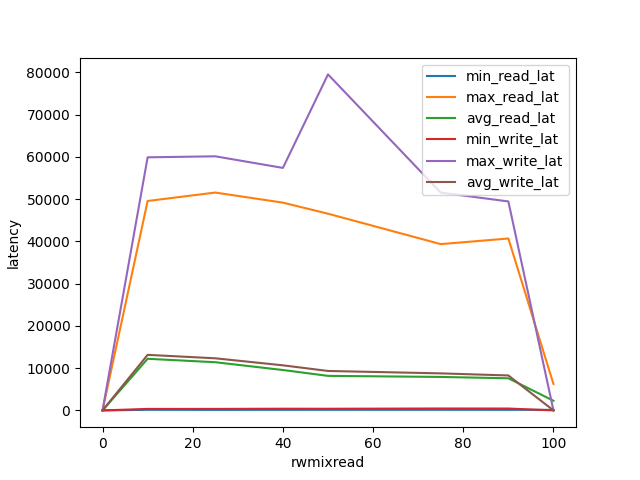 80000
70000
60000
50000
40000
30000
20000
10000
0
latency
min_read_lat
max_read_lat
avg_read_lat
min_write_lat
max_write_lat
avg_write_lat
0
20
40
60
80
100
rwmixread